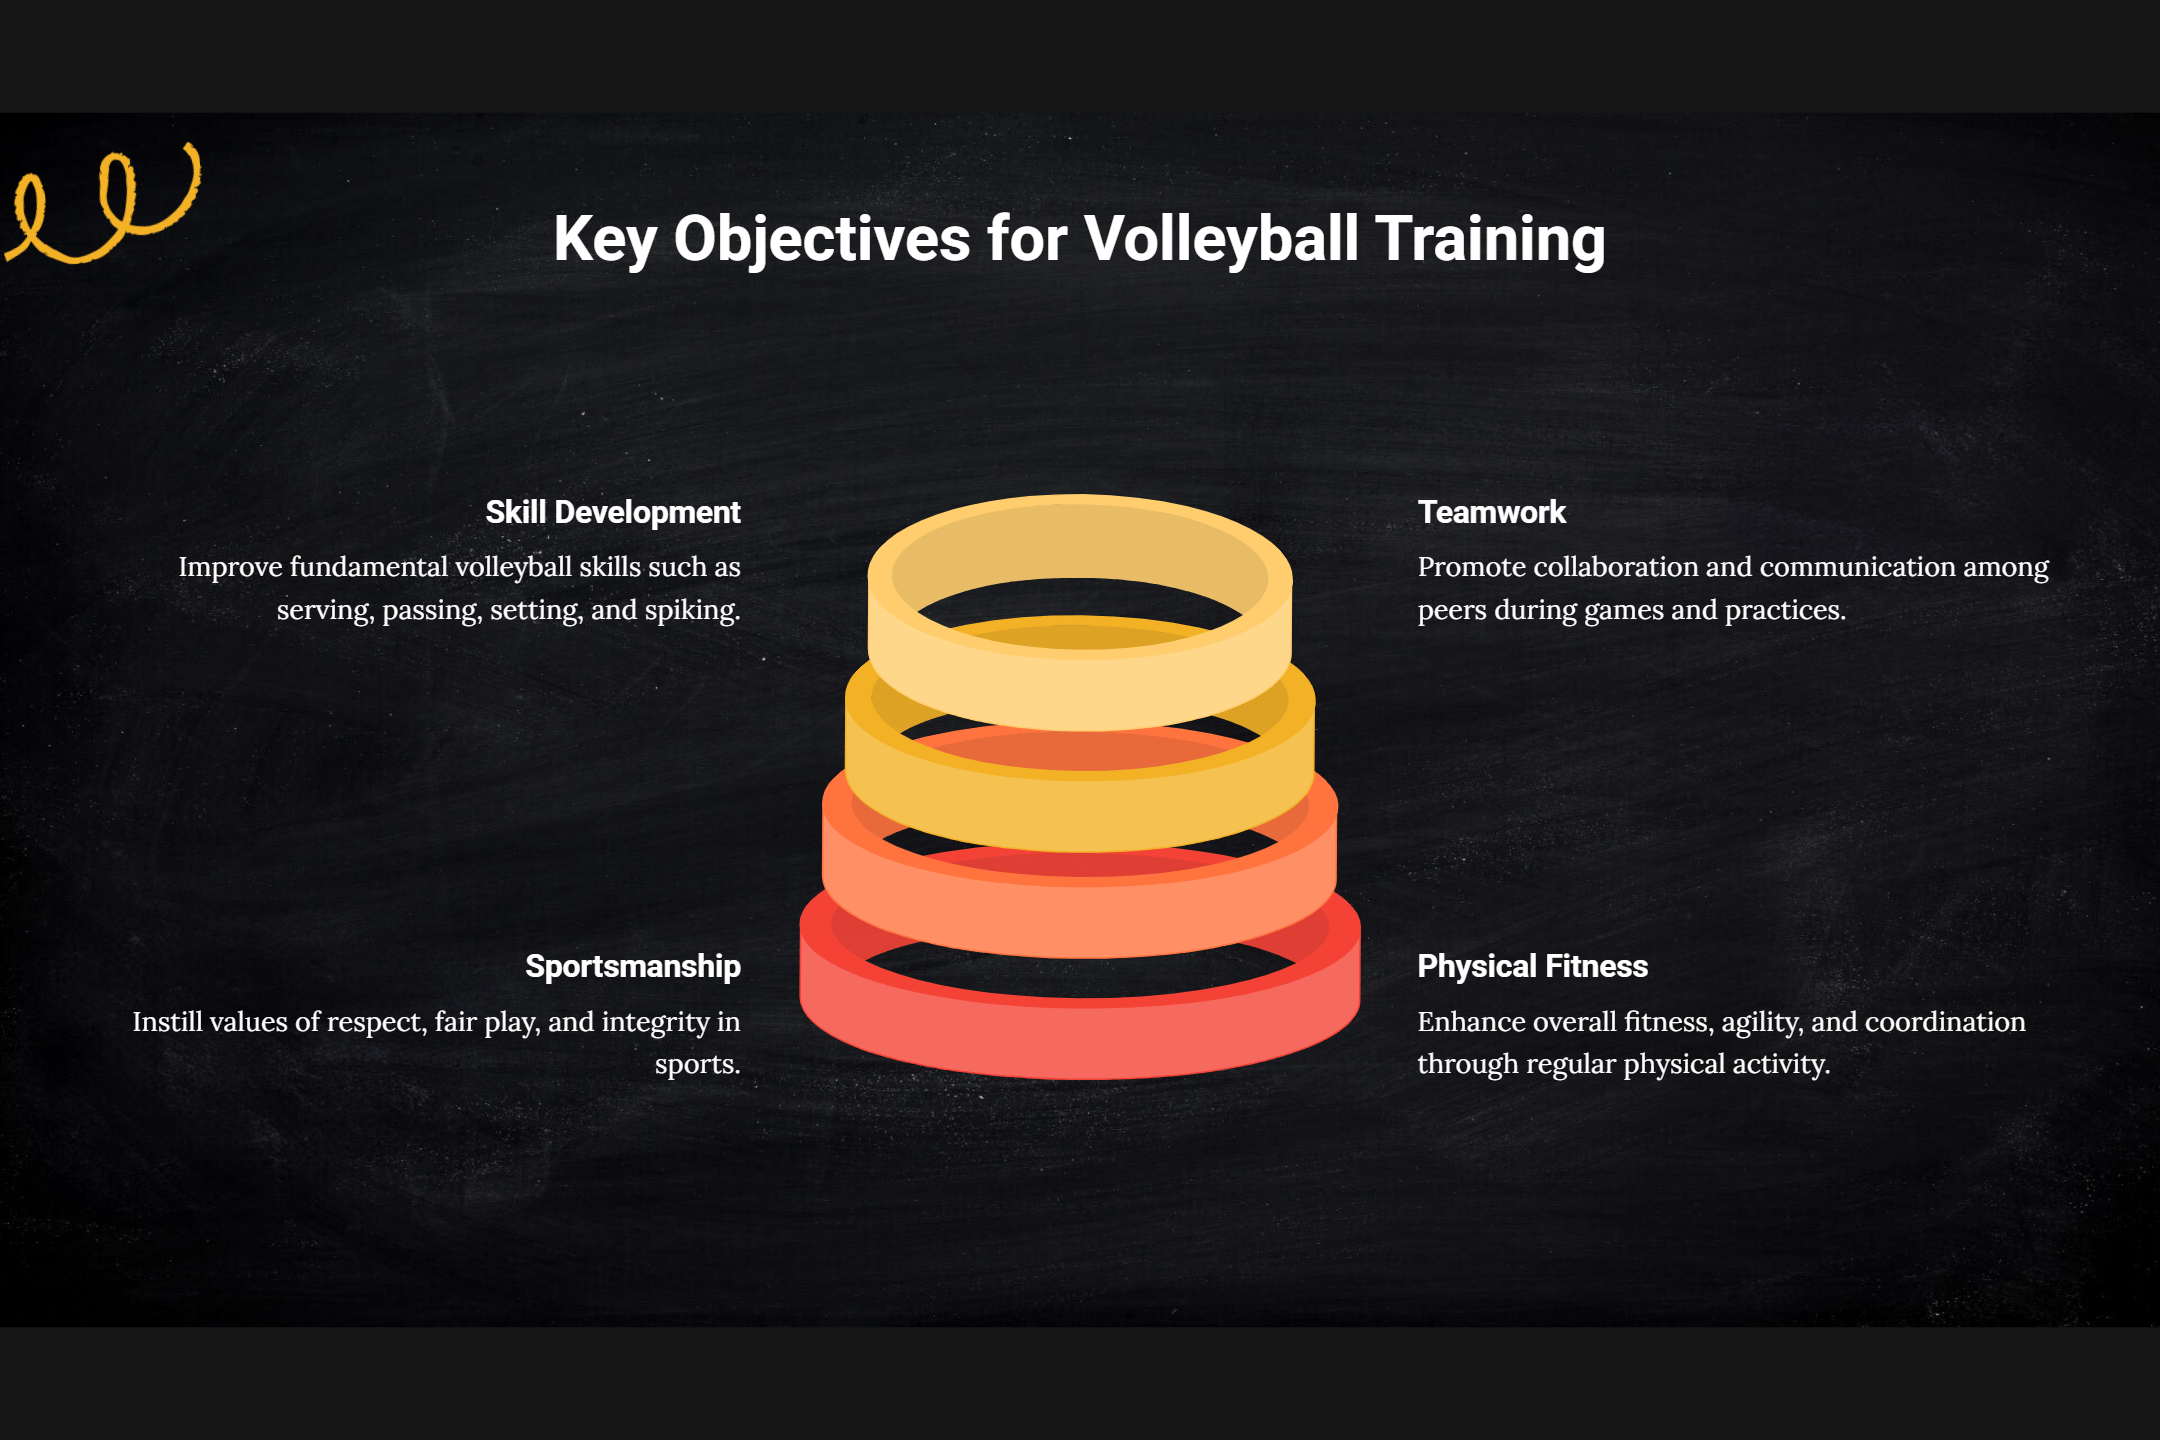 Key Objectives for Volleyball Training
Skill Development
Improve fundamental volleyball skills such as
serving, passing, setting, and spiking.
Teamwork
Promote collaboration and communication among
peers during games and practices.
Sportsmanship
Instill values of respect, fair play, and integrity in
sports.
Physical Fitness
Enhance overall fitness, agility, and coordination
through regular physical activity.